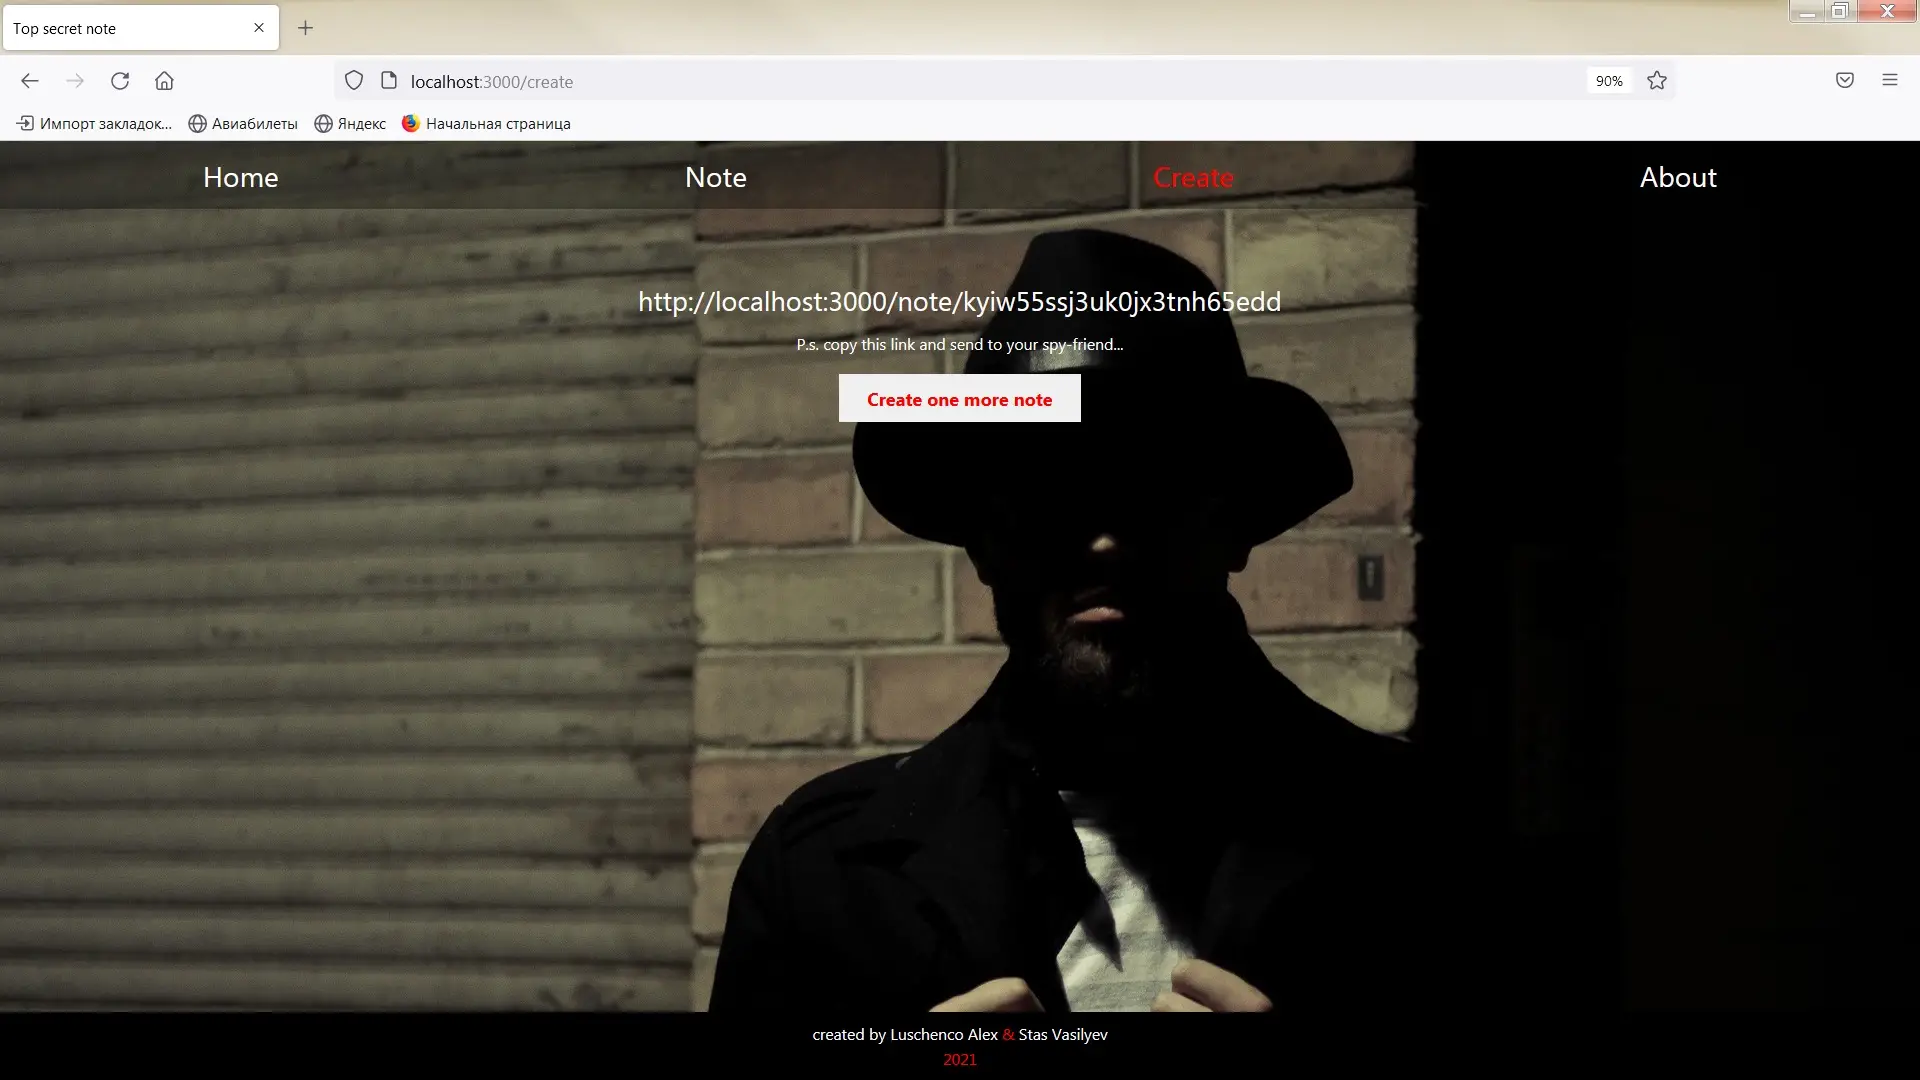 Top secret note
localhost:3000/create
90%
Импорт закладок...
Авиабилеты
Яндекс
Начальная страница
Home
Note
Create
About
http://localhost:3000/note/kyiw55ssj3uk0jx3tnh65edd
P.s. copy this link and send to your spy-friend...
Create one more note
created by Luschenco Alex & Stas Vasilyev
2021